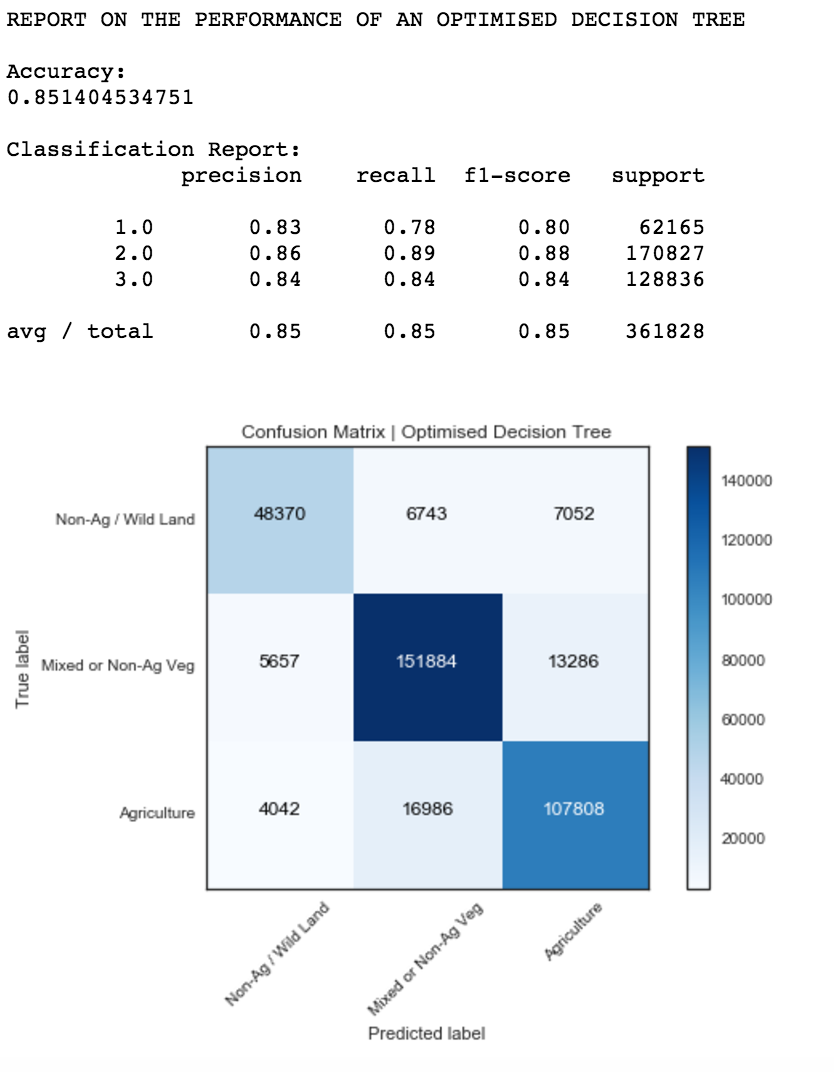 REPORT ON THE PERFORMANCE OF AN OPTIMISED DECISION TREE
Accuracy:
0.851404534751
Classification Report:
precision recall f1-score support
1.0 0.83 0.78 0.80 62165
2.0 0.86 0.89 0.88 170827
3.0 0.84 0.84 0.84 128836
avg / total 0.85 0.85 0.85 361828
Confusion Matrix | Optimised Decision Tree
True label
Non-Ag / Wild Land 48370 6743 7052
Mixed or Non-Ag Veg 5657 151884 13286
Agriculture 4042 16986 107808
Non-Ag / Wild Land
Mixed or Non-Ag Veg
Agriculture
Predicted label
140000
120000
100000
80000
60000
40000
20000